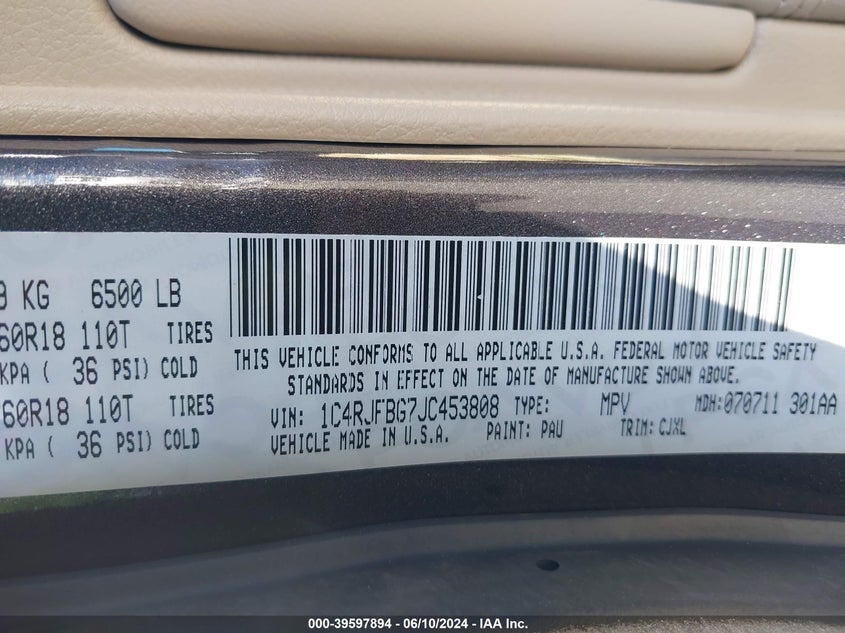 9 KG 6500 LB
60R18 110T TIRES
KPA ( 36 PSI) COLD
60R18 110T TIRES
KPA ( 36 PSI) COLD
THIS VEHICLE CONFORMS TO ALL APPLICABLE U.S.A. FEDERAL MOTOR VEHICLE SAFETY
STANDARDS IN EFFECT ON THE DATE OF MANUFACTURE SHOWN ABOVE.
VIN: 1C4RJFBG7JC453808 TYPE: MPV MDH: 070711 301AA
VEHICLE MADE IN U.S.A. PAINT: PAU TRIM: CJXL
000-39597894 - 06/10/2024 - IAA Inc.